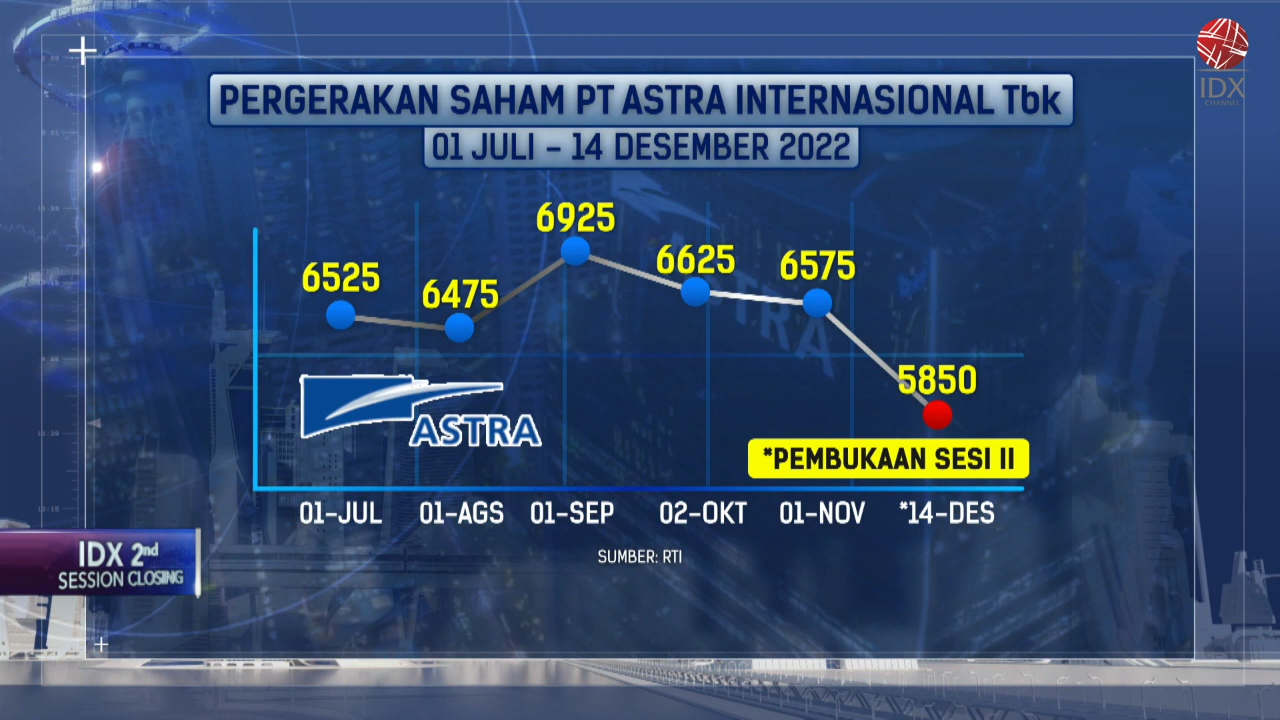 IDX
CHANNEL
PERGERAKAN SAHAM PT ASTRA INTERNASIONAL Tbk
01 JULI - 14 DESEMBER 2022
6525
6475
6925
6625
6575
5850
ASTRA
*PEMBUKAAN SESI II
01-JUL
01-AGS
01-SEP
02-OKT
01-NOV
*14-DES
SUMBER: RTI
IDX 2nd
SESSION CLOSING